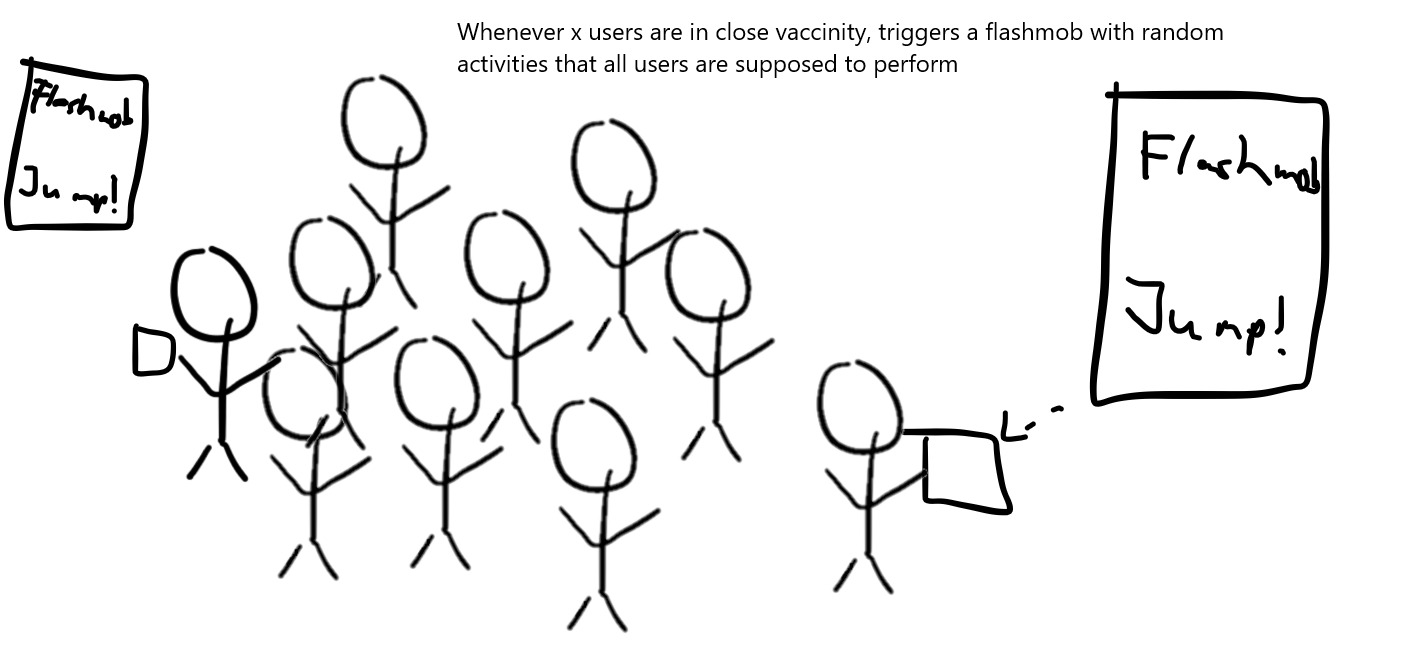 Whenever x users are in close vaccinity, triggers a flashmob with random
activities that all users are supposed to perform
Flashmob
Jump!
Flashmob
Jump!